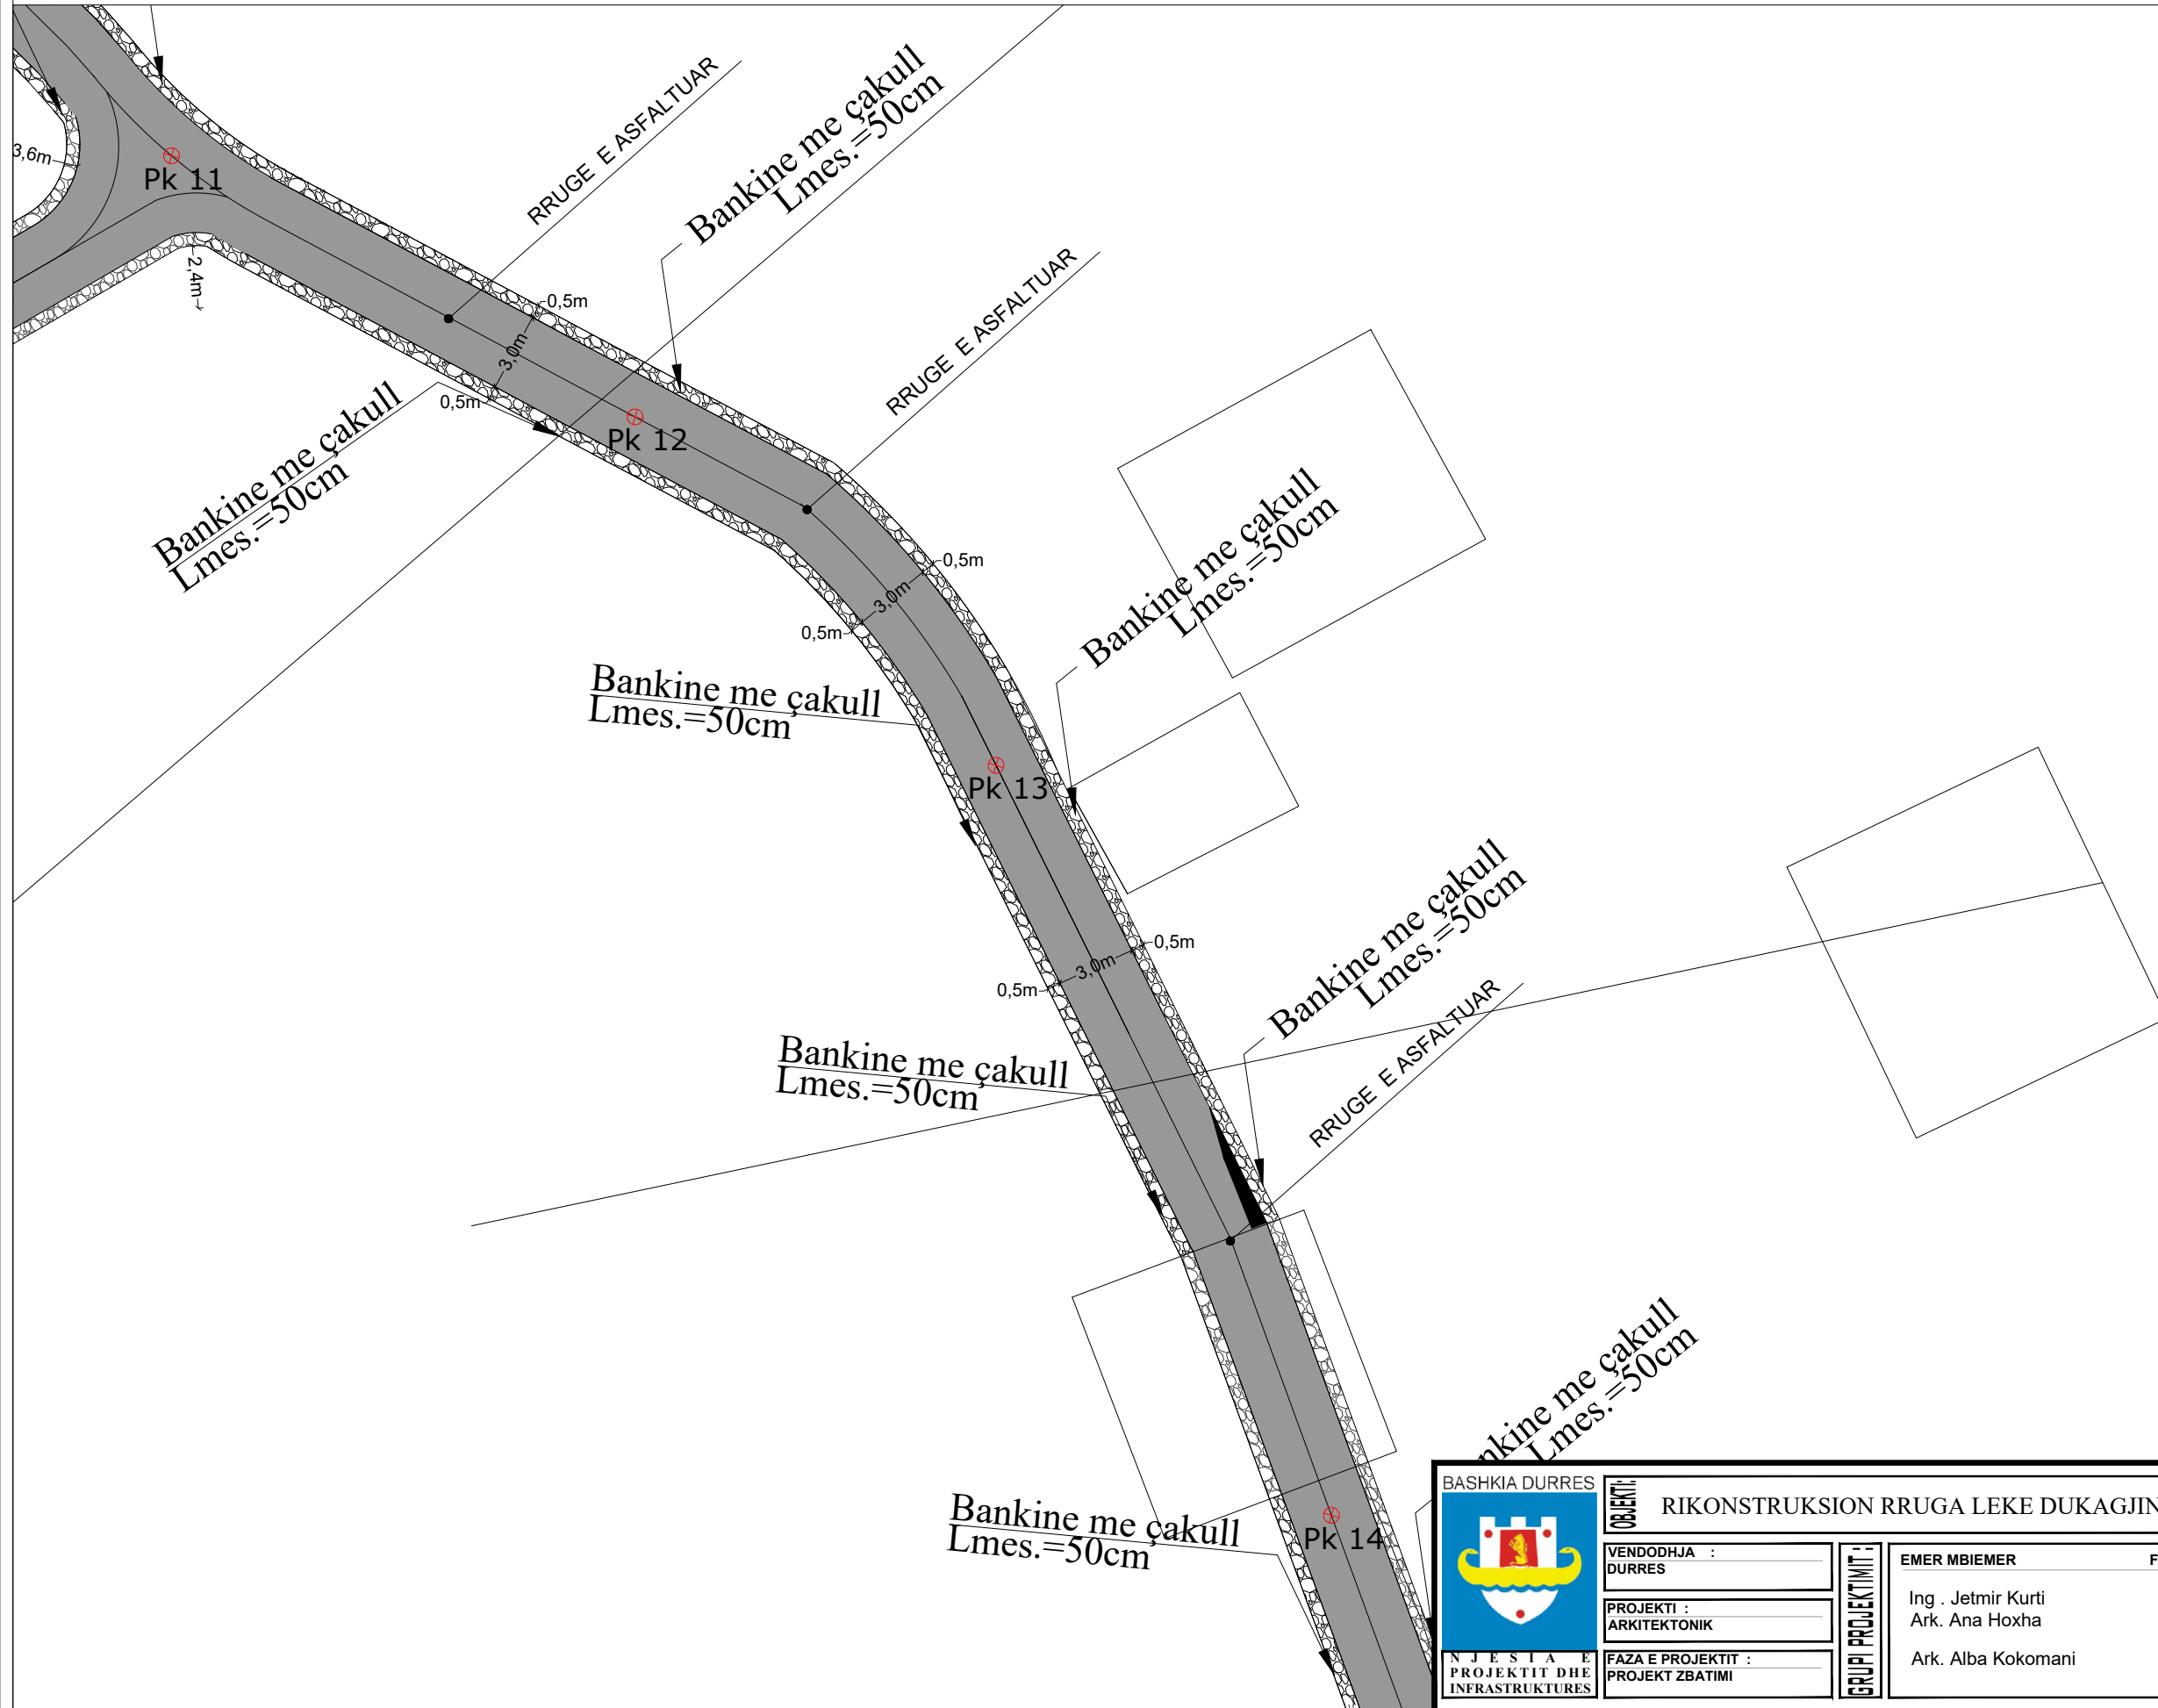 3,6m
Pk 11
2,4m
RRUGE E ASFALTUAR
Bankine me çakull
Lmes.=50cm
0,5m
3,0m
0,5m
Pk 12
RRUGE E ASFALTUAR
Bankine me çakull
Lmes.=50cm
0,5m
3,0m
0,5m
Bankine me çakull
Lmes.=50cm
Bankine me çakull
Lmes.=50cm
Pk 13
0,5m
3,0m
0,5m
Bankine me çakull
Lmes.=50cm
RRUGE E ASFALTUAR
Bankine me çakull
Lmes.=50cm
nkine me çakull
Lmes.=50cm
Bankine me çakull
Lmes.=50cm
Pk 14
BASHKIA DURRES
NJESIA E
PROJEKTIT DHE
INFRASTRUKTURES
OBJEKTI:
RIKONSTRUKSION RRUGA LEKE DUKAGJIN
VENDODHJA :
DURRES
PROJEKTI :
ARKITEKTONIK
FAZA E PROJEKTIT :
PROJEKT ZBATIMI
GRUPI PROJEKTIMIT :
EMER MBIEMER F
Ing . Jetmir Kurti
Ark. Ana Hoxha
Ark. Alba Kokomani